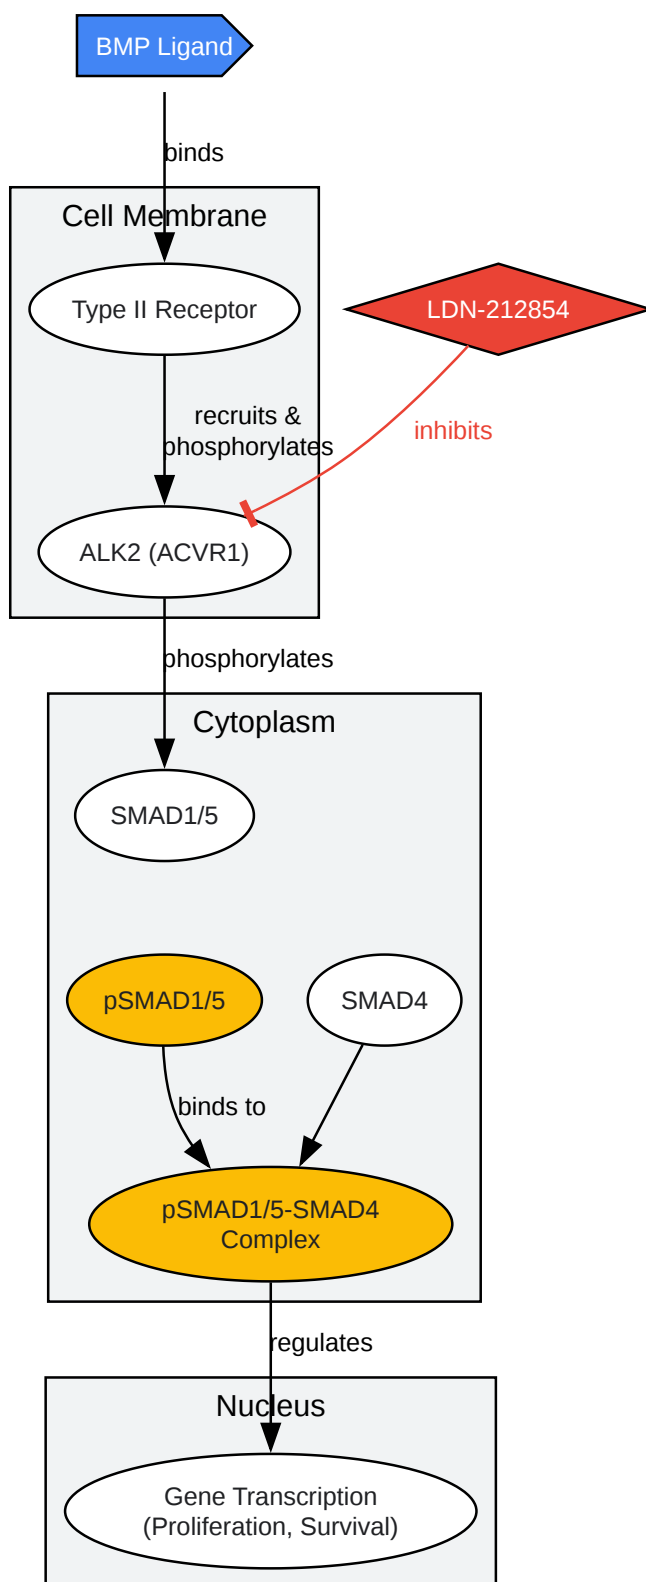 BMP Ligand
binds
Cell Membrane
Type II Receptor
LDN-212854
recruits &
phosphorylates
inhibits
ALK2 (ACVR1)
phosphorylates
Cytoplasm
SMAD1/5
pSMAD1/5
SMAD4
binds to
pSMAD1/5-SMAD4
Complex
regulates
Nucleus
Gene Transcription
(Proliferation, Survival)